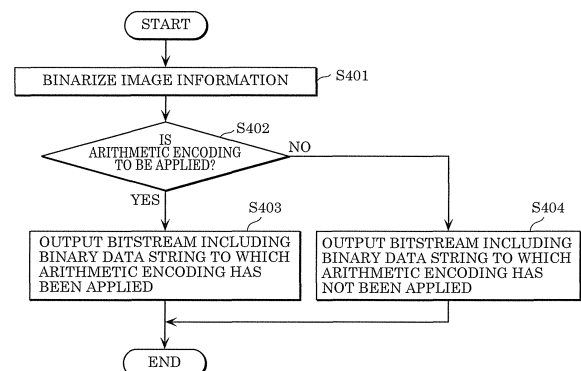 START
BINARIZE IMAGE INFORMATION
S401
IS
ARITHMETIC ENCODING
TO BE APPLIED?
S402
NO
YES
S403
OUTPUT BITSTREAM INCLUDING
BINARY DATA STRING TO WHICH
ARITHMETIC ENCODING HAS
BEEN APPLIED
S404
OUTPUT BITSTREAM INCLUDING
BINARY DATA STRING TO WHICH
ARITHMETIC ENCODING HAS
NOT BEEN APPLIED
END